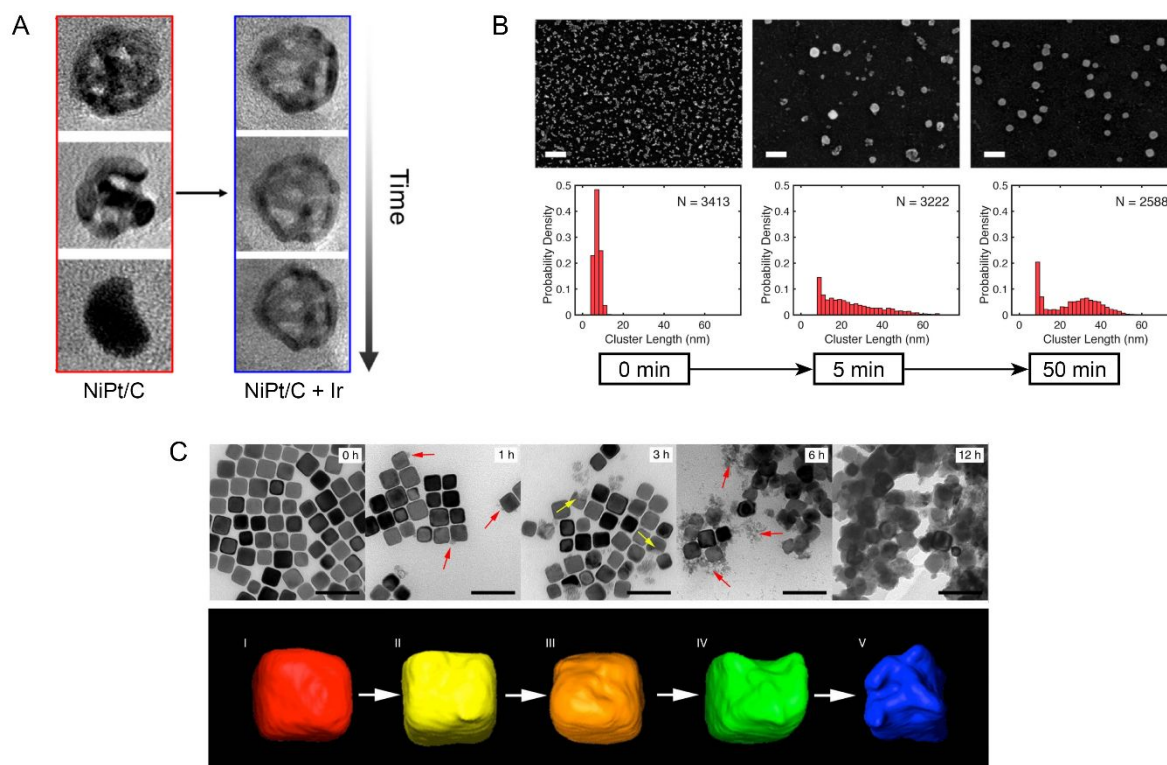 A
Time
NiPt/C
NiPt/C + Ir
B
0.5
0.4
0.3
0.2
0.1
0
Probability Density
N = 3413
0 20 40 60
Cluster Length (nm)
0.5
0.4
0.3
0.2
0.1
0
Probability Density
N = 3222
0 20 40 60
Cluster Length (nm)
0.5
0.4
0.3
0.2
0.1
0
Probability Density
N = 2588
0 20 40 60
Cluster Length (nm)
0 min
5 min
50 min
C
0 h
1 h
3 h
6 h
12 h
I
II
III
IV
V